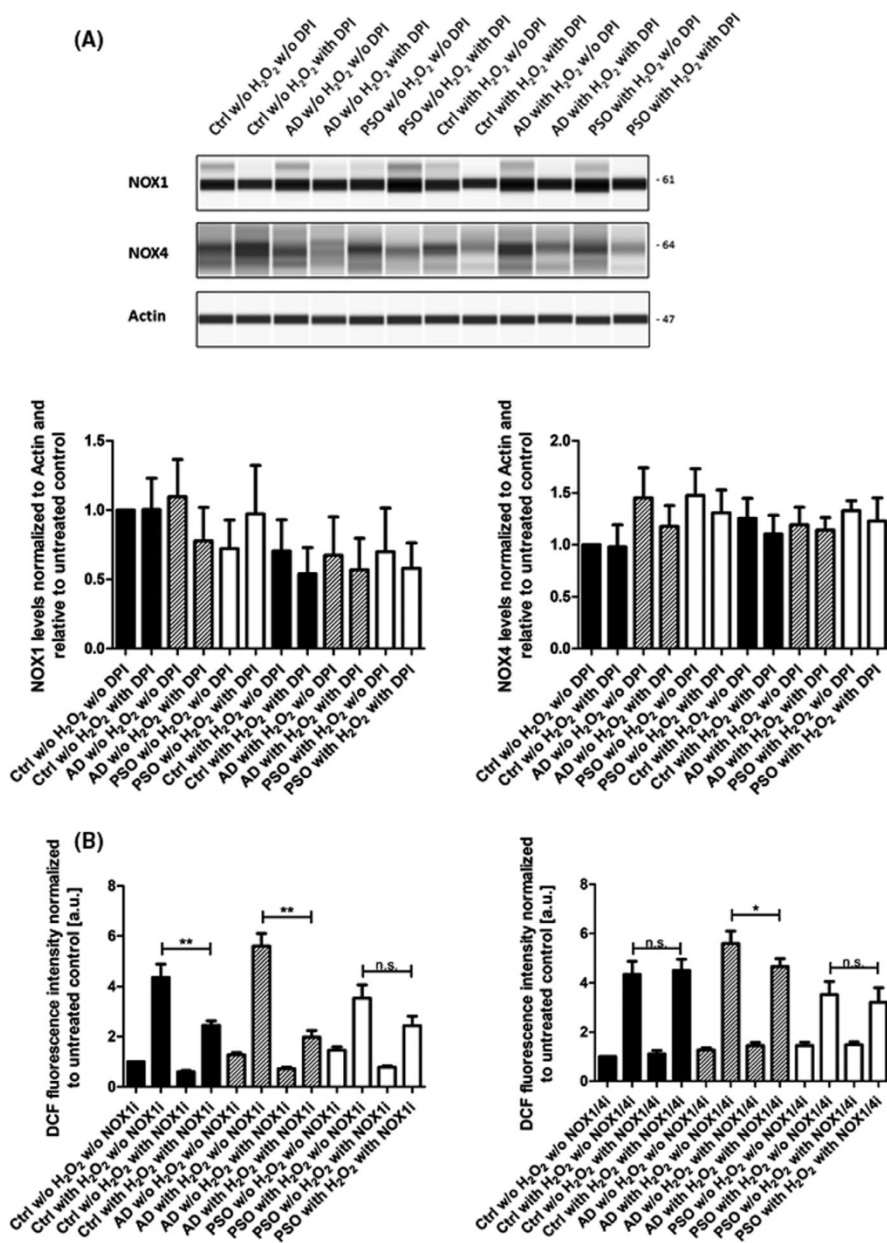 (A)
Ctrl w/o H₂O₂ w/o DPI
Ctrl w/o H₂O₂ with DPI
AD w/o H₂O₂ w/o DPI
AD w/o H₂O₂ with DPI
PSO w/o H₂O₂ w/o DPI
PSO w/o H₂O₂ with DPI
Ctrl with H₂O₂ w/o DPI
Ctrl with H₂O₂ with DPI
AD with H₂O₂ w/o DPI
AD with H₂O₂ with DPI
PSO with H₂O₂ w/o DPI
PSO with H₂O₂ with DPI
NOX1
- 61
NOX4
- 64
Actin
- 47
NOX1 levels normalized to Actin and
relative to untreated control
1.5
1.0
0.5
0.0
Ctrl w/o H₂O₂ w/o DPI
Ctrl w/o H₂O₂ with DPI
AD w/o H₂O₂ w/o DPI
AD w/o H₂O₂ with DPI
PSO w/o H₂O₂ w/o DPI
PSO w/o H₂O₂ with DPI
Ctrl with H₂O₂ w/o DPI
Ctrl with H₂O₂ with DPI
AD with H₂O₂ w/o DPI
AD with H₂O₂ with DPI
PSO with H₂O₂ w/o DPI
PSO with H₂O₂ with DPI
NOX4 levels normalized to Actin and
relative to untreated control
2.0
1.5
1.0
0.5
0.0
Ctrl w/o H₂O₂ w/o DPI
Ctrl w/o H₂O₂ with DPI
AD w/o H₂O₂ w/o DPI
AD w/o H₂O₂ with DPI
PSO w/o H₂O₂ w/o DPI
PSO w/o H₂O₂ with DPI
Ctrl with H₂O₂ w/o DPI
Ctrl with H₂O₂ with DPI
AD with H₂O₂ w/o DPI
AD with H₂O₂ with DPI
PSO with H₂O₂ w/o DPI
PSO with H₂O₂ with DPI
(B)
DCF fluorescence intensity normalized
to untreated control [a.u.]
8
6
4
2
0
**
**
n.s.
Ctrl w/o H₂O₂ w/o NOX1i
Ctrl with H₂O₂ w/o NOX1i
Ctrl w/o H₂O₂ with NOX1i
Ctrl with H₂O₂ with NOX1i
AD w/o H₂O₂ w/o NOX1i
AD with H₂O₂ w/o NOX1i
AD w/o H₂O₂ with NOX1i
AD with H₂O₂ with NOX1i
PSO w/o H₂O₂ w/o NOX1i
PSO with H₂O₂ w/o NOX1i
PSO w/o H₂O₂ with NOX1i
PSO with H₂O₂ with NOX1i
DCF fluorescence intensity normalized
to untreated control [a.u.]
8
6
4
2
0
n.s.
*
n.s.
Ctrl w/o H₂O₂ w/o NOX1/4i
Ctrl with H₂O₂ w/o NOX1/4i
Ctrl w/o H₂O₂ with NOX1/4i
Ctrl with H₂O₂ with NOX1/4i
AD w/o H₂O₂ w/o NOX1/4i
AD with H₂O₂ w/o NOX1/4i
AD w/o H₂O₂ with NOX1/4i
AD with H₂O₂ with NOX1/4i
PSO w/o H₂O₂ w/o NOX1/4i
PSO with H₂O₂ w/o NOX1/4i
PSO w/o H₂O₂ with NOX1/4i
PSO with H₂O₂ with NOX1/4i